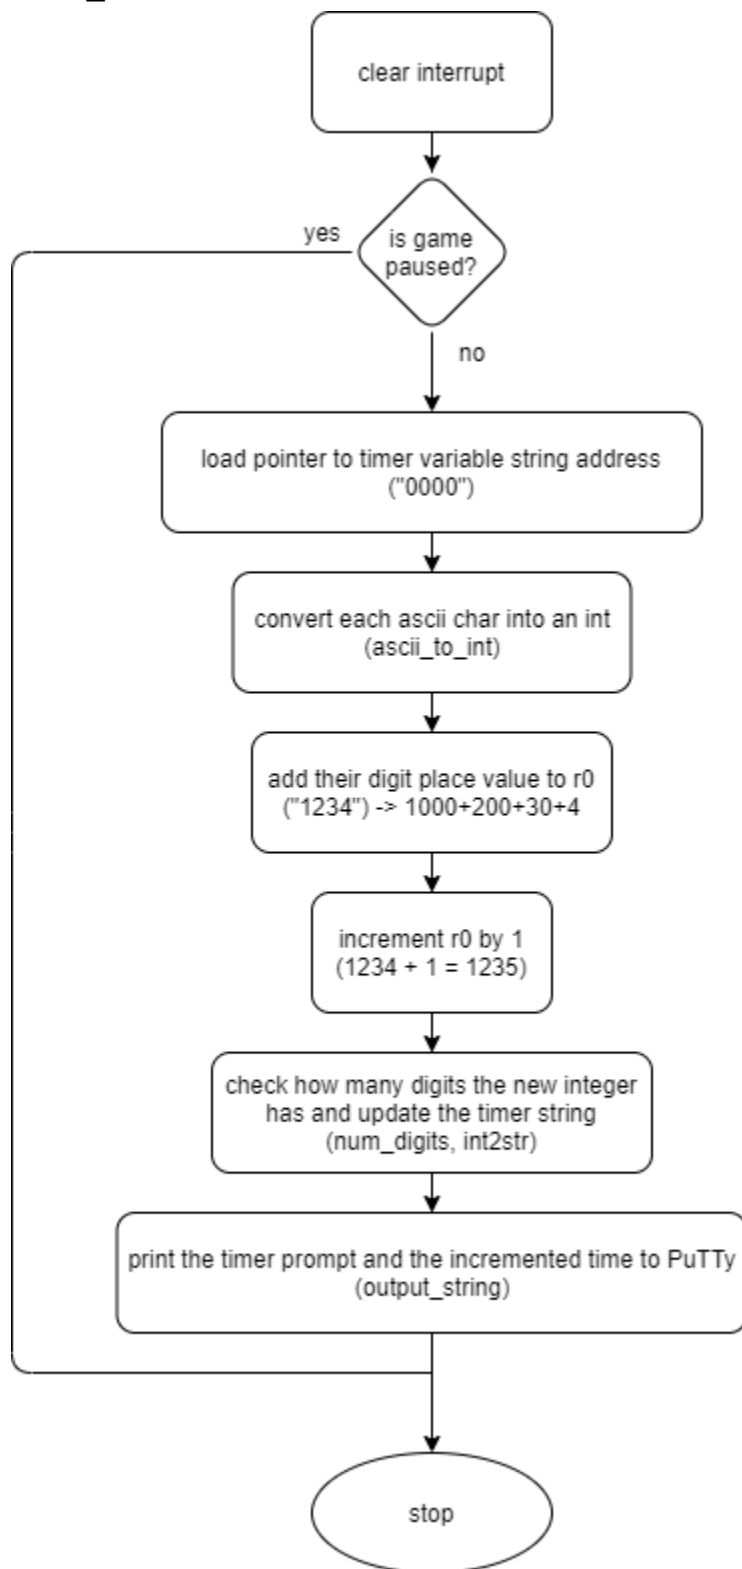 clear interrupt
yes
is game
paused?
no
load pointer to timer variable string address
("0000")
convert each ascii char into an int
(ascii_to_int)
add their digit place value to r0
("1234") -> 1000+200+30+4
increment r0 by 1
(1234 + 1 = 1235)
check how many digits the new integer
has and update the timer string
(num_digits, int2str)
print the timer prompt and the incremented time to PuTTy
(output_string)
stop